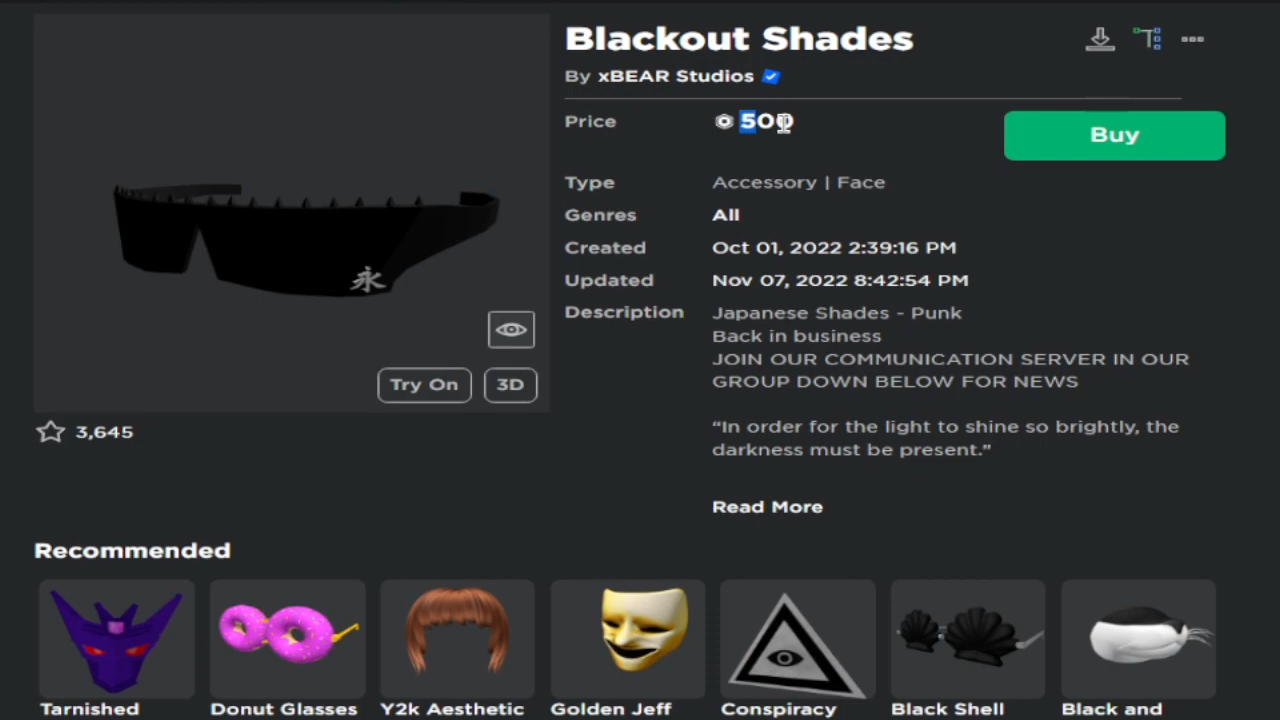 Blackout Shades
By xBEAR Studios
Price 500
Buy
Type Accessory | Face
Genres All
Created Oct 01, 2022 2:39:16 PM
Updated Nov 07, 2022 8:42:54 PM
Description Japanese Shades - Punk
Back in business
JOIN OUR COMMUNICATION SERVER IN OUR
GROUP DOWN BELOW FOR NEWS
“In order for the light to shine so brightly, the
darkness must be present.”
Read More
永
Try On 3D
3,645
Recommended
Tarnished Donut Glasses Y2k Aesthetic Golden Jeff Conspiracy Black Shell Black and